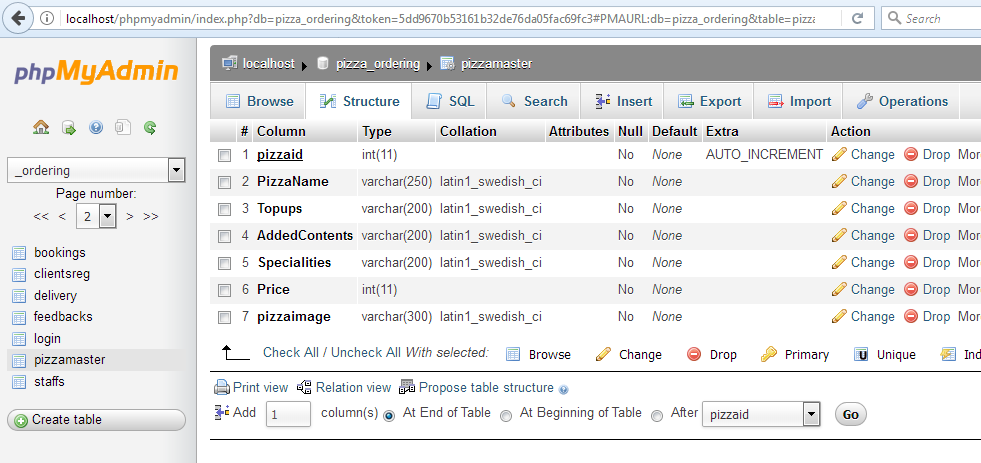 localhost/phpmyadmin/index.php?db=pizza_ordering&token=5dd9670b53161b32de76da05fac69fc3#PMAURL:db=pizza_ordering&table=pizza
Search
phpMyAdmin
_ordering
Page number:
<< < 2 > >>
bookings
clientsreg
delivery
feedbacks
login
pizzamaster
staffs
Create table
localhost pizza_ordering pizzamaster
Browse Structure SQL Search Insert Export Import Operations
# Column Type Collation Attributes Null Default Extra Action
1 pizzaid int(11) No None AUTO_INCREMENT Change Drop Mor
2 PizzaName varchar(250) latin1_swedish_ci No None Change Drop Mor
3 Topups varchar(200) latin1_swedish_ci No None Change Drop Mor
4 AddedContents varchar(200) latin1_swedish_ci No None Change Drop Mor
5 Specialities varchar(200) latin1_swedish_ci No None Change Drop Mor
6 Price int(11) No None Change Drop Mor
7 pizzaimage varchar(300) latin1_swedish_ci No None Change Drop Mor
Check All / Uncheck All With selected: Browse Change Drop Primary Unique Ind
Print view Relation view Propose table structure
Add 1 column(s) At End of Table At Beginning of Table After pizzaid Go